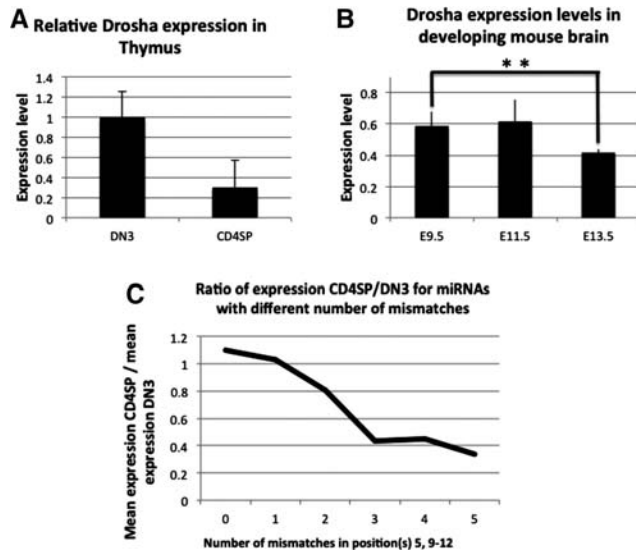 A
Relative Drosha expression in
Thymus
Expression level
1.4
1.2
1
0.8
0.6
0.4
0.2
0
DN3
CD4SP
B
Drosha expression levels in
developing mouse brain
Expression level
**
0.8
0.6
0.4
0.2
0
E9.5
E11.5
E13.5
C
Ratio of expression CD4SP/DN3 for miRNAs
with different number of mismatches
Mean expression CD4SP / mean
expression DN3
1.2
1
0.8
0.6
0.4
0.2
0
0
1
2
3
4
5
Number of mismatches in position(s) 5, 9-12